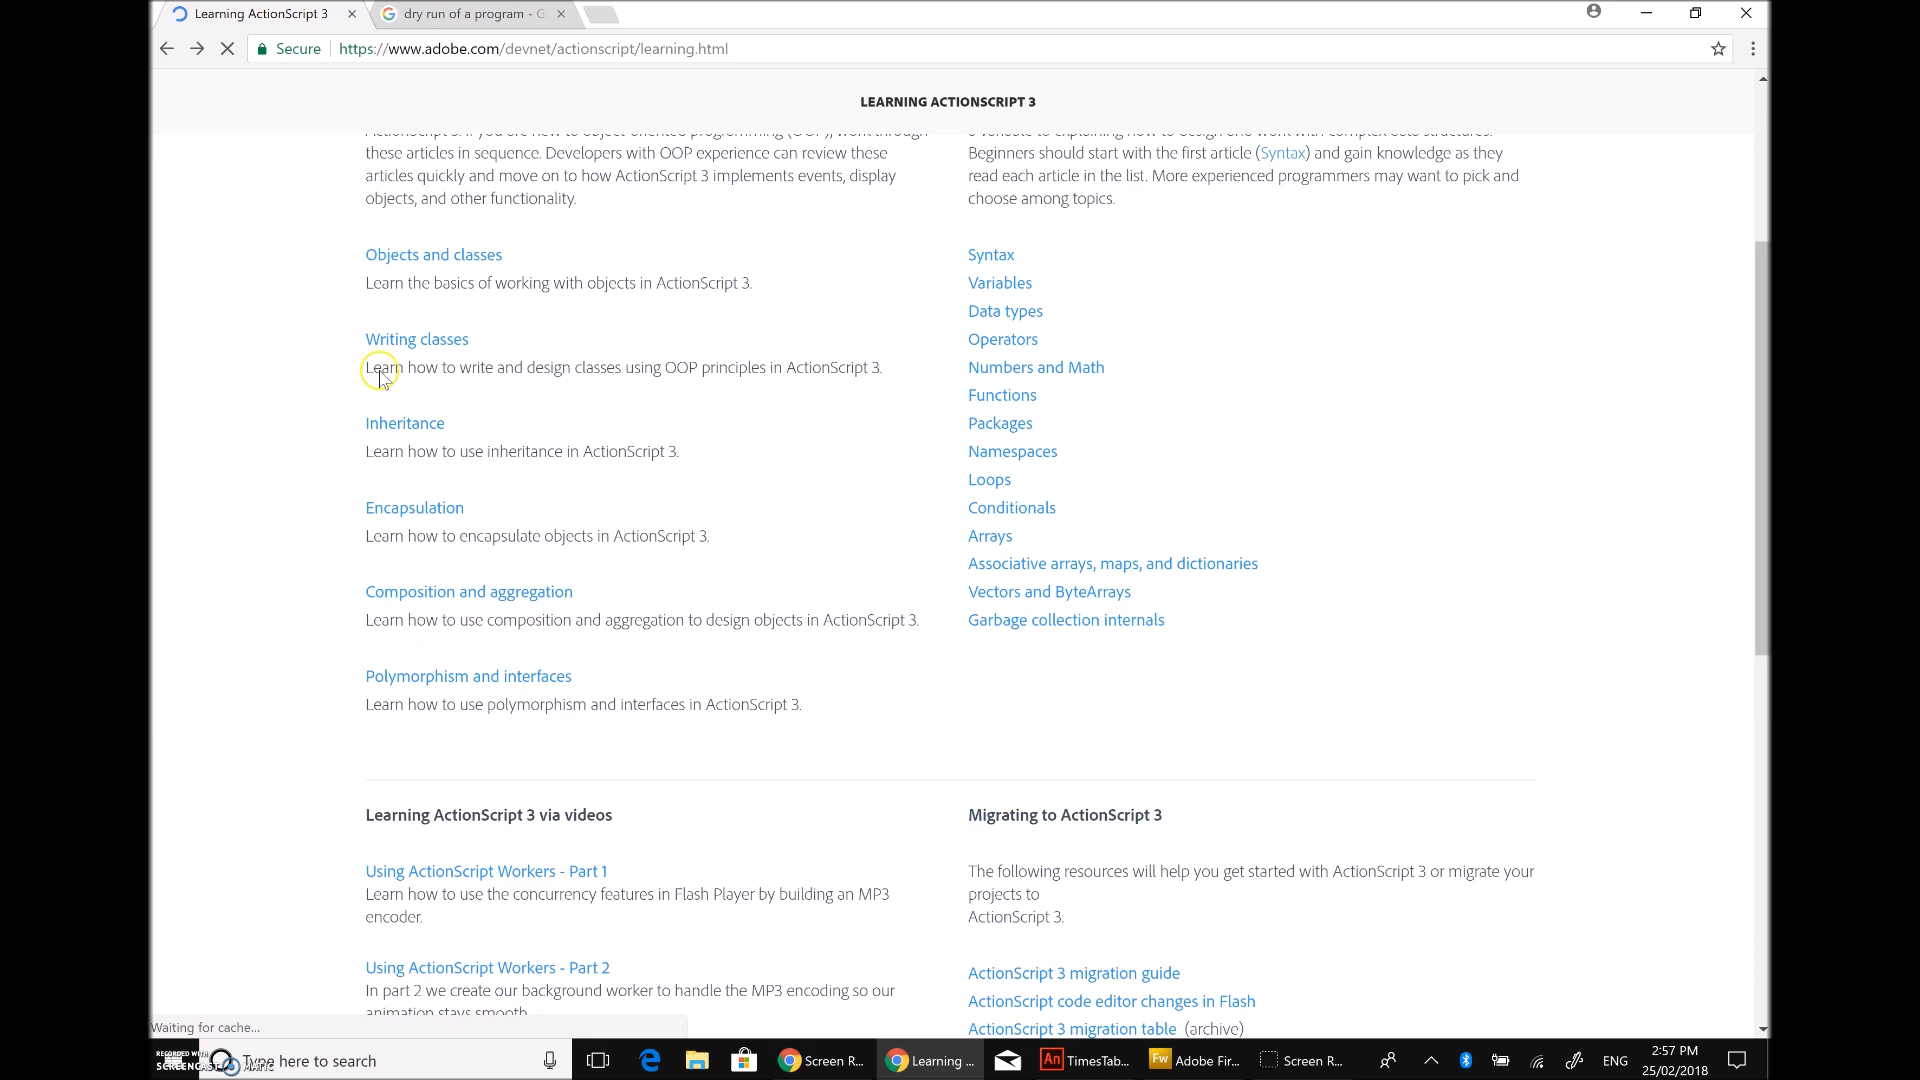 Learning ActionScript 3
dry run of a program - G
Secure
https://www.adobe.com/devnet/actionscript/learning.html
LEARNING ACTIONSCRIPT 3
these articles in sequence. Developers with OOP experience can review these
articles quickly and move on to how ActionScript 3 implements events, display
objects, and other functionality.
Objects and classes
Learn the basics of working with objects in ActionScript 3.
Writing classes
Learn how to write and design classes using OOP principles in ActionScript 3.
Inheritance
Learn how to use inheritance in ActionScript 3.
Encapsulation
Learn how to encapsulate objects in ActionScript 3.
Composition and aggregation
Learn how to use composition and aggregation to design objects in ActionScript 3.
Polymorphism and interfaces
Learn how to use polymorphism and interfaces in ActionScript 3.
Beginners should start with the first article (Syntax) and gain knowledge as they
read each article in the list. More experienced programmers may want to pick and
choose among topics.
Syntax
Variables
Data types
Operators
Numbers and Math
Functions
Packages
Namespaces
Loops
Conditionals
Arrays
Associative arrays, maps, and dictionaries
Vectors and ByteArrays
Garbage collection internals
Learning ActionScript 3 via videos
Using ActionScript Workers - Part 1
Learn how to use the concurrency features in Flash Player by building an MP3
encoder.
Using ActionScript Workers - Part 2
In part 2 we create our background worker to handle the MP3 encoding so our
animation stays smooth
Migrating to ActionScript 3
The following resources will help you get started with ActionScript 3 or migrate your
projects to
ActionScript 3.
ActionScript 3 migration guide
ActionScript code editor changes in Flash
ActionScript 3 migration table (archive)
Waiting for cache...
RECORDED WITH
SCREENCAST MATIC
Type here to search
Screen R...
Learning ...
An TimesTab...
Fw Adobe Fir...
Screen R...
ENG
2:57 PM
25/02/2018